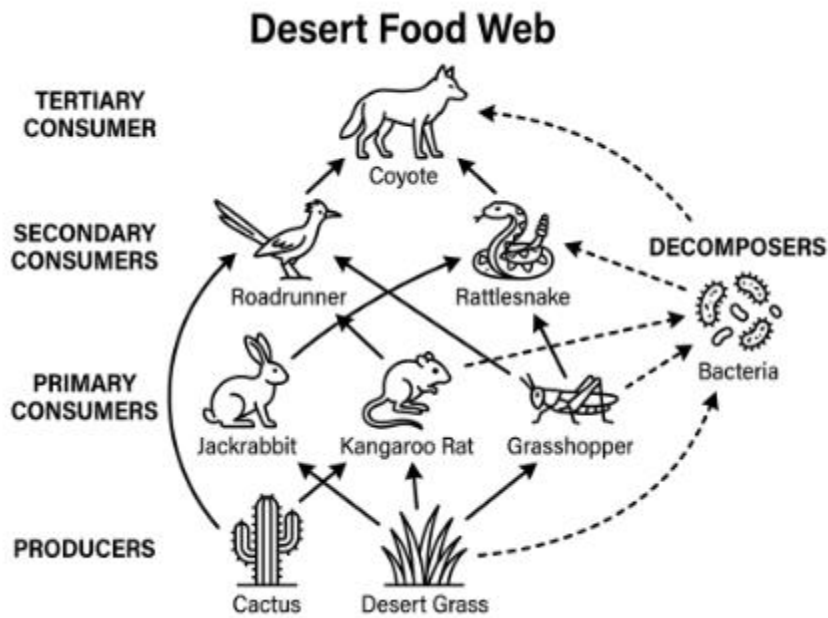 Desert Food Web
TERTIARY
CONSUMER
Coyote
SECONDARY
CONSUMERS
DECOMPOSERS
Roadrunner
Rattlesnake
Bacteria
PRIMARY
CONSUMERS
Jackrabbit
Kangaroo Rat
Grasshopper
PRODUCERS
Cactus
Desert Grass